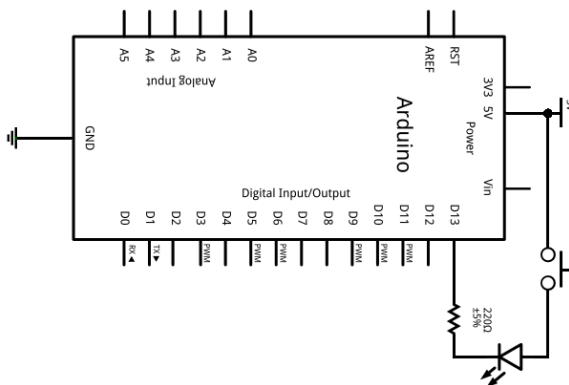 A5
A4
A3
A2
A1
A0
AREF
RST
Analog Input
3V3
5V
Power
Arduino
GND
Vin
Digital Input/Output
D0
D1
D2
D3
D4
D5
D6
D7
D8
D9
D10
D11
D12
D13
RX ◀
TX ▶
PWM
PWM
PWM
PWM
PWM
PWM
220Ω
±5%